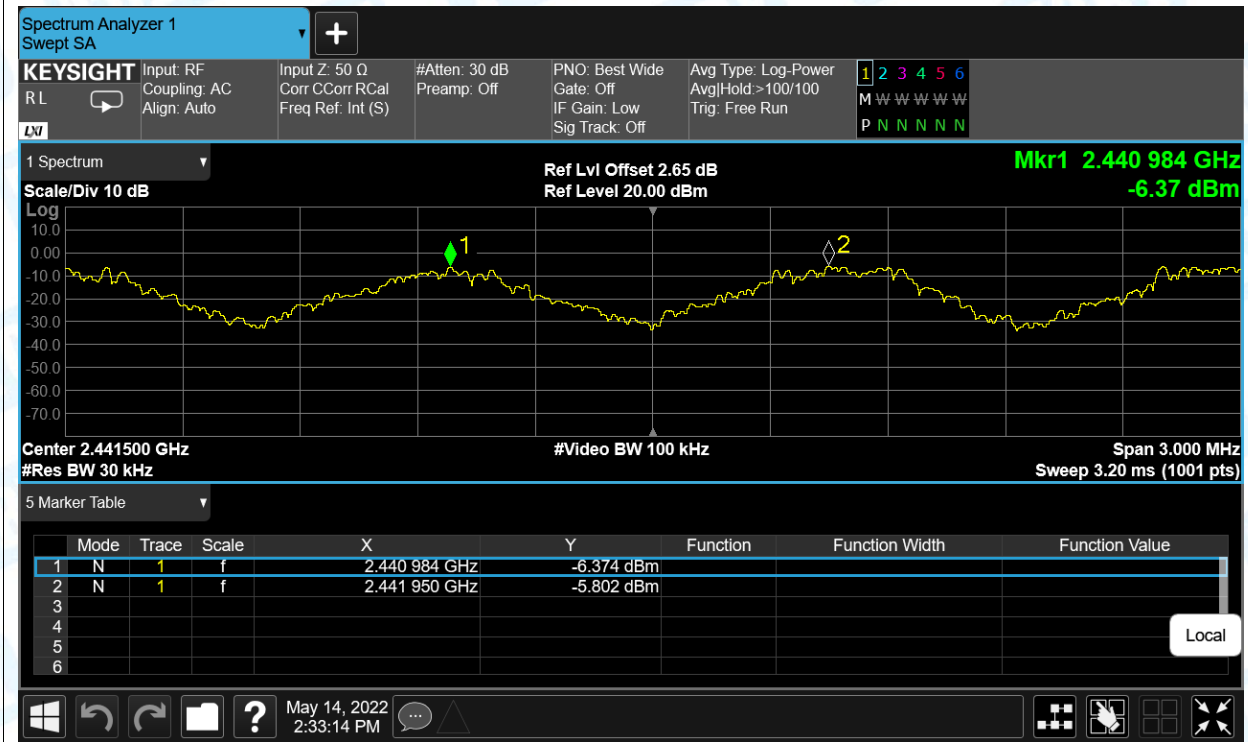 Spectrum Analyzer 1
Swept SA
+
KEYSIGHT
R L
LXI
Input: RF
Coupling: AC
Align: Auto
Input Z: 50 Ω
Corr CCorr RCal
Freq Ref: Int (S)
#Atten: 30 dB
Preamp: Off
PNO: Best Wide
Gate: Off
IF Gain: Low
Sig Track: Off
Avg Type: Log-Power
Avg|Hold:>100/100
Trig: Free Run
1 2 3 4 5 6
M W W W W W W
P N N N N N N
1 Spectrum
Scale/Div 10 dB
Ref Lvl Offset 2.65 dB
Ref Level 20.00 dBm
Mkr1 2.440 984 GHz
-6.37 dBm
Log
10.0
0.00
-10.0
-20.0
-30.0
-40.0
-50.0
-60.0
-70.0
1
2
Center 2.441500 GHz
#Video BW 100 kHz
Span 3.000 MHz
#Res BW 30 kHz
Sweep 3.20 ms (1001 pts)
5 Marker Table
Mode Trace Scale X Y Function Function Width Function Value
1 N 1 f 2.440 984 GHz -6.374 dBm
2 N 1 f 2.441 950 GHz -5.802 dBm
3
4
5
6
Local
?
May 14, 2022
2:33:14 PM